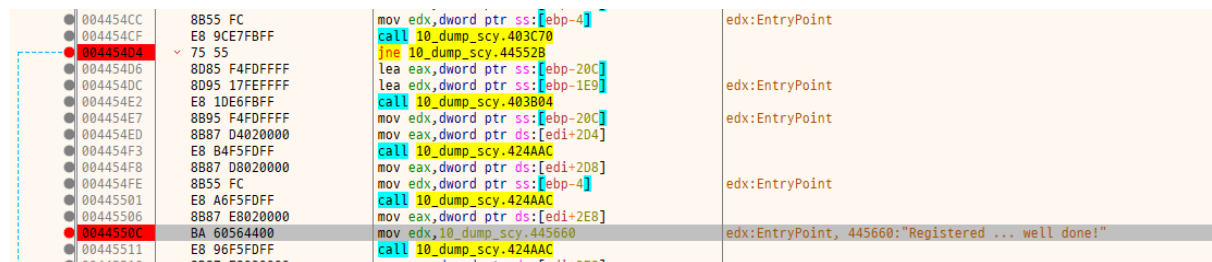 004454CC 8B55 FC mov edx,dword ptr ss:[ebp-4] edx:EntryPoint
004454CF E8 9CE7FBFF call 10_dump_scy.403C70
004454D4 75 55 jne 10_dump_scy.44552B
004454D6 8D85 F4FDFFFF lea eax,dword ptr ss:[ebp-20C]
004454DC 8D95 17FEFFFF lea edx,dword ptr ss:[ebp-1E9] edx:EntryPoint
004454E2 E8 1DE6FBFF call 10_dump_scy.403B04
004454E7 8B95 F4FDFFFF mov edx,dword ptr ss:[ebp-20C] edx:EntryPoint
004454ED 8B87 D4020000 mov eax,dword ptr ds:[edi+2D4]
004454F3 E8 B4F5FDFF call 10_dump_scy.424AAC
004454F8 8B87 D8020000 mov eax,dword ptr ds:[edi+2D8]
004454FE 8B55 FC mov edx,dword ptr ss:[ebp-4] edx:EntryPoint
00445501 E8 A6F5FDFF call 10_dump_scy.424AAC
00445506 8B87 E8020000 mov eax,dword ptr ds:[edi+2E8]
0044550C BA 60564400 mov edx,10_dump_scy.445660 edx:EntryPoint, 445660:"Registered ... well done!"
00445511 E8 96F5FDFF call 10_dump_scy.424AAC